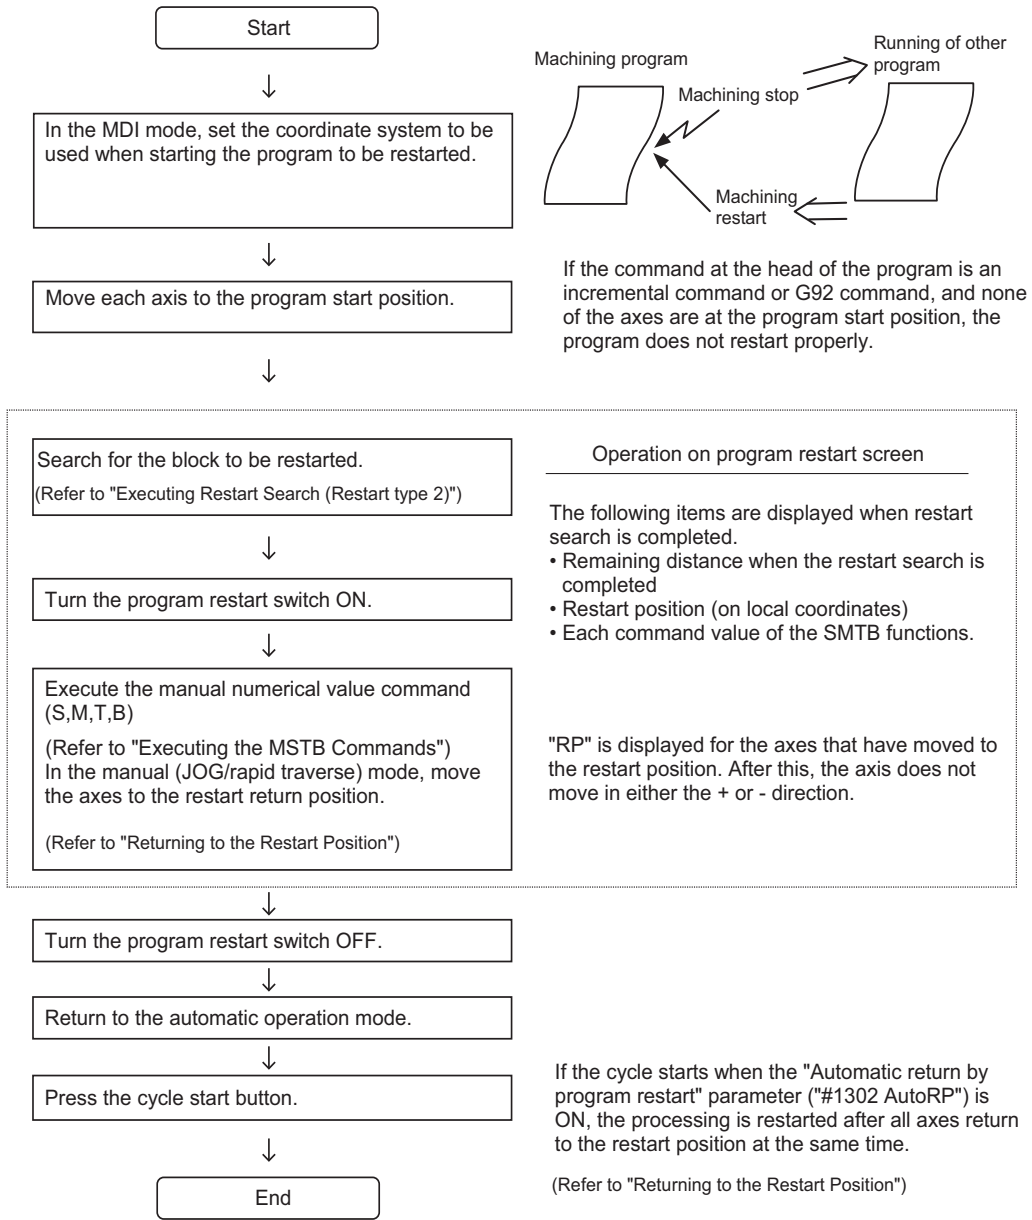 Start
Machining program
Running of other
program
Machining stop
Machining
restart
In the MDI mode, set the coordinate system to be
used when starting the program to be restarted.
If the command at the head of the program is an
incremental command or G92 command, and none
of the axes are at the program start position, the
program does not restart properly.
Move each axis to the program start position.
Search for the block to be restarted.
(Refer to "Executing Restart Search (Restart type 2)")
Operation on program restart screen
The following items are displayed when restart
search is completed.
• Remaining distance when the restart search is
completed
• Restart position (on local coordinates)
• Each command value of the SMTB functions.
Turn the program restart switch ON.
Execute the manual numerical value command
(S,M,T,B)
(Refer to "Executing the MSTB Commands")
In the manual (JOG/rapid traverse) mode, move
the axes to the restart return position.
(Refer to "Returning to the Restart Position")
"RP" is displayed for the axes that have moved to
the restart position. After this, the axis does not
move in either the + or - direction.
Turn the program restart switch OFF.
Return to the automatic operation mode.
Press the cycle start button.
If the cycle starts when the "Automatic return by
program restart" parameter ("#1302 AutoRP") is
ON, the processing is restarted after all axes return
to the restart position at the same time.
(Refer to "Returning to the Restart Position")
End